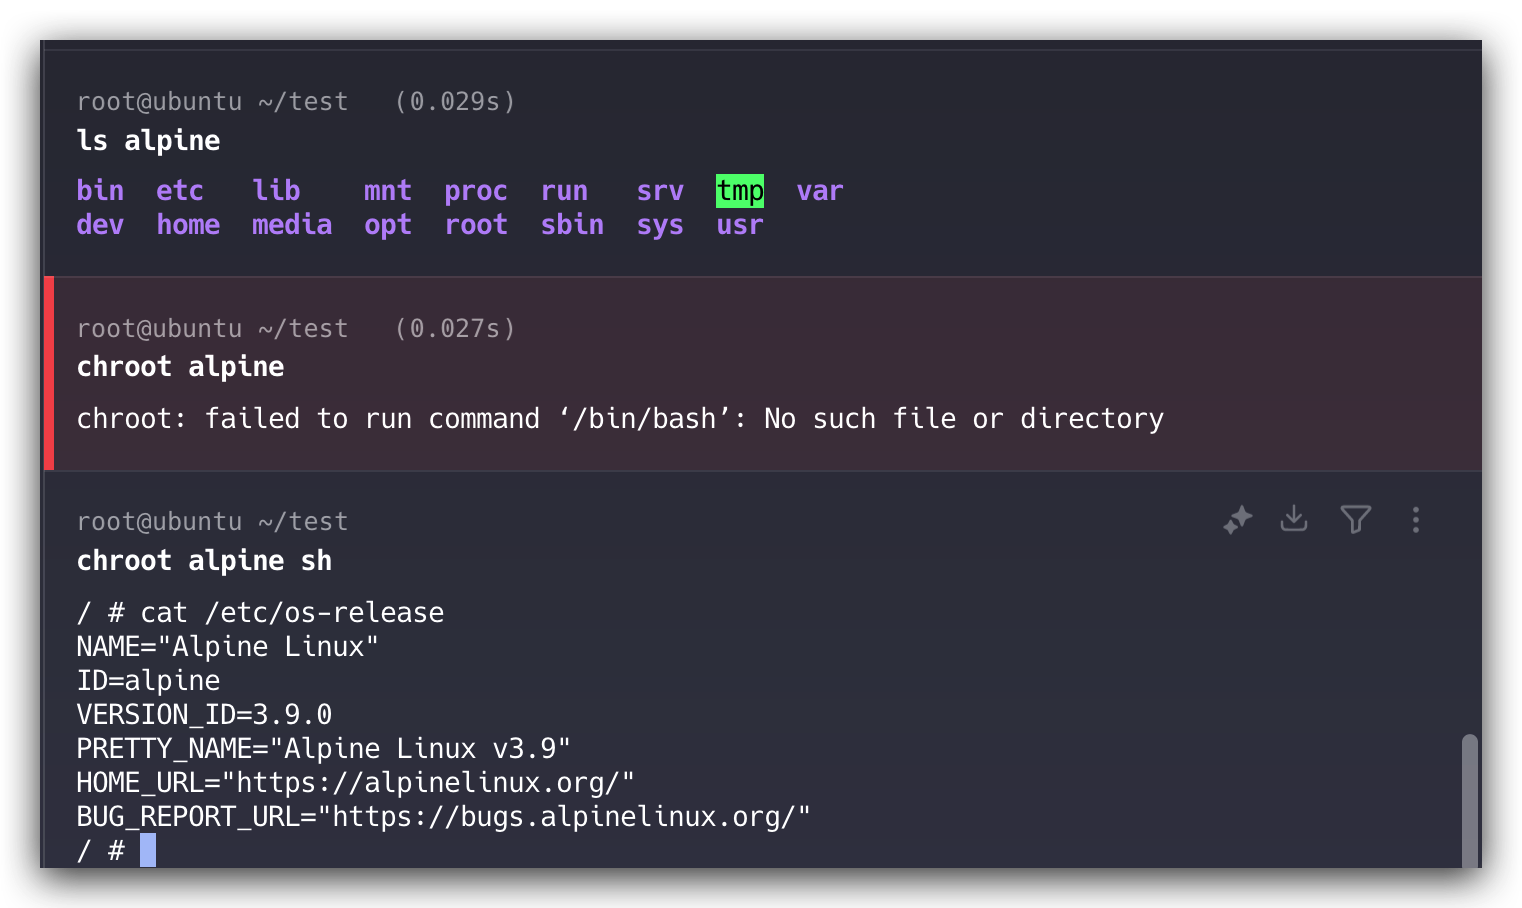 root@ubuntu ~/test (0.029s)
ls alpine
bin etc lib mnt proc run srv tmp var
dev home media opt root sbin sys usr
root@ubuntu ~/test (0.027s)
chroot alpine
chroot: failed to run command ‘/bin/bash’: No such file or directory
root@ubuntu ~/test
chroot alpine sh
/ # cat /etc/os-release
NAME="Alpine Linux"
ID=alpine
VERSION_ID=3.9.0
PRETTY_NAME="Alpine Linux v3.9"
HOME_URL="https://alpinelinux.org/"
BUG_REPORT_URL="https://bugs.alpinelinux.org/"
/ #